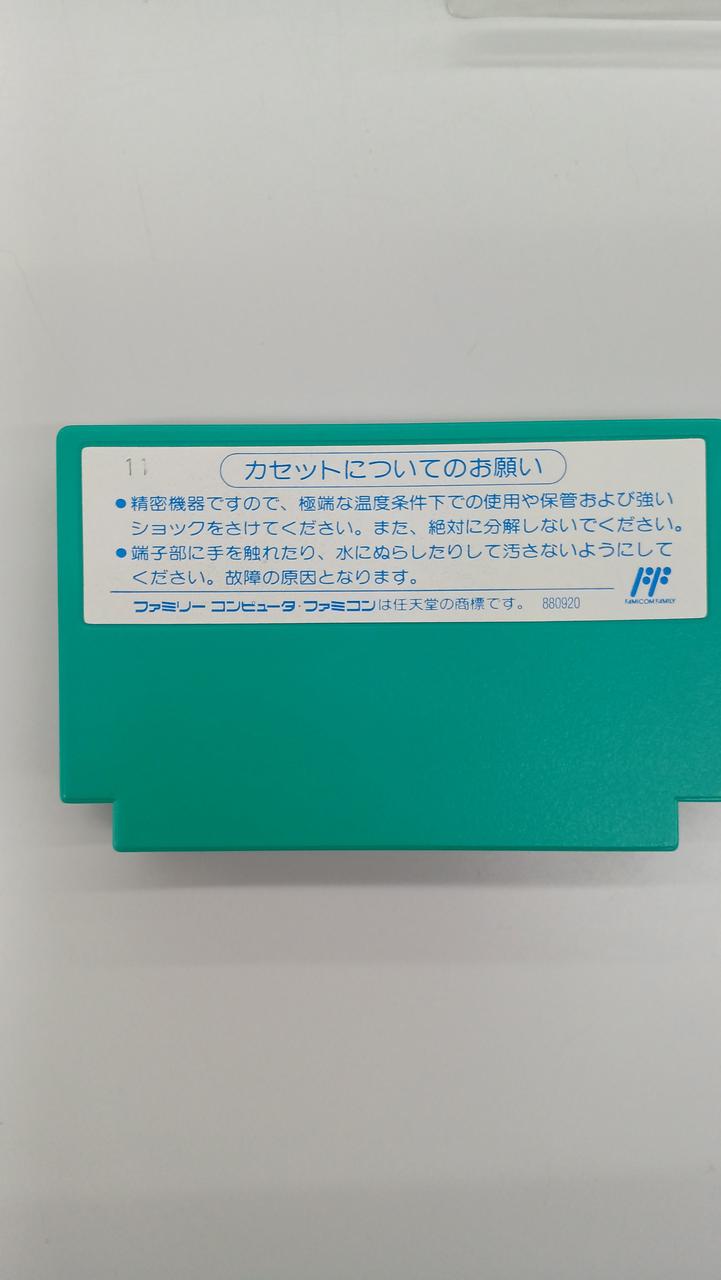 11
カセットについてのお願い
●精密機器ですので、極端な温度条件下での使用や保管および強い
ショックをさけてください。また、絶対に分解しないでください。
●端子部に手を触れたり、水にぬらしたりして汚さないようにして
ください。故障の原因となります。
ファミリー コンピュータ・ファミコンは任天堂の商標です。 880920
FAMICOM FAMILY